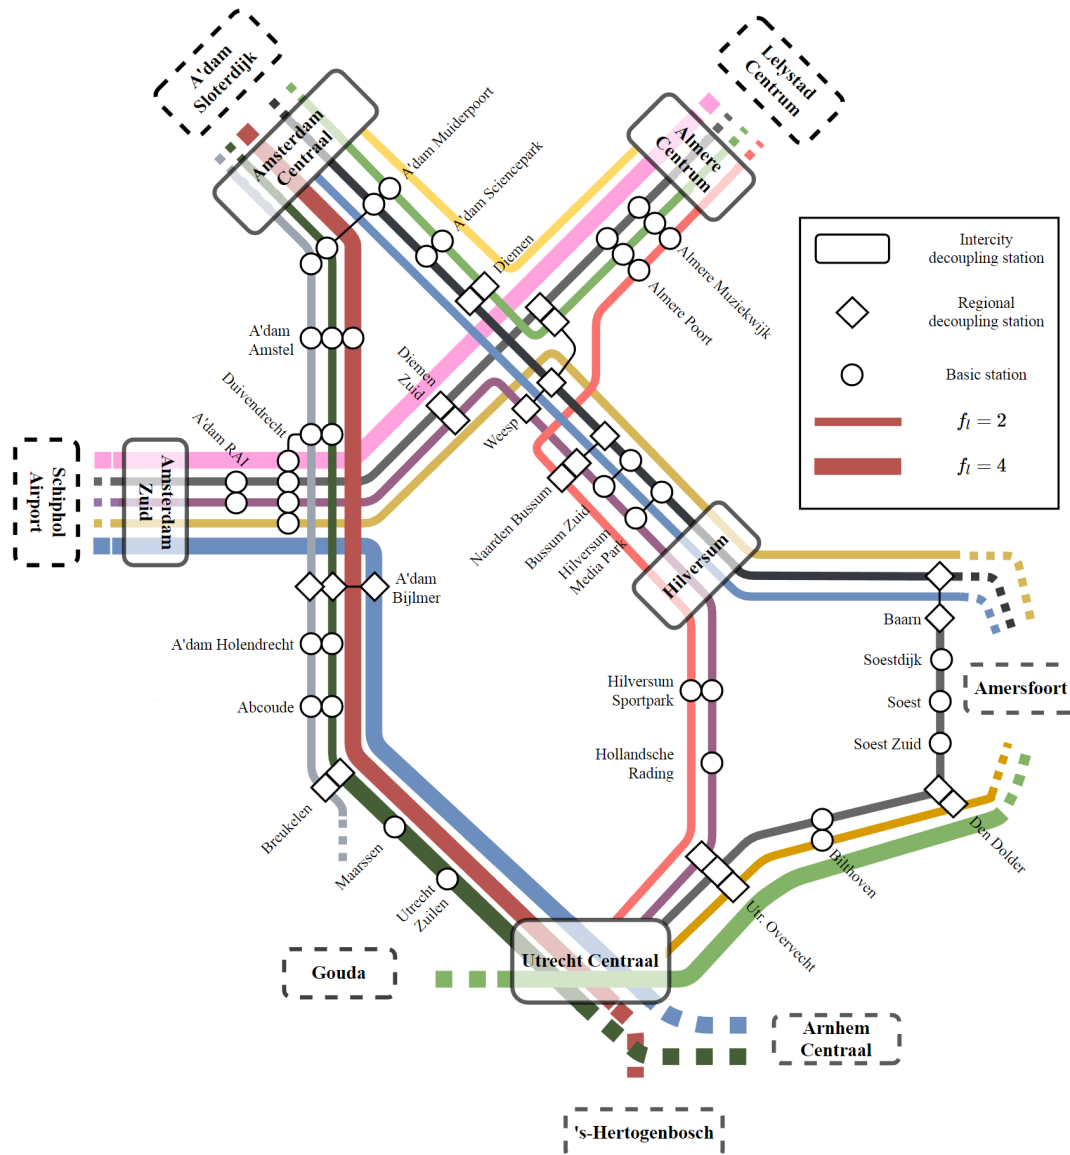 A'dam
Sloterdijk
Lelystad
Centrum
Amsterdam
Centraal
A'dam Muiderpoort
A'dam Sciencepark
Diemen
Almere
Centrum
Almere Muziekwijk
Almere Poort
Intercity
decoupling station
Regional
decoupling station
Basic station
f_l = 2
f_l = 4
A'dam
Amstel
Diemen
Zuid
Duivendrecht
A'dam RAI
Weesp
Schiphol
Airport
Amsterdam
Zuid
Naarden Bussum
Bussum Zuid
Hilversum
Media Park
Hilversum
A'dam
Bijlmer
A'dam Holendrecht
Abcoude
Baarn
Soestdijk
Soest
Soest Zuid
Amersfoort
Hilversum
Sportpark
Hollandsche
Rading
Breukelen
Maarssen
Utrecht
Zuilen
Den Dolder
Bilthoven
Utr. Overvecht
Utrecht Centraal
Gouda
Arnhem
Centraal
's-Hertogenbosch